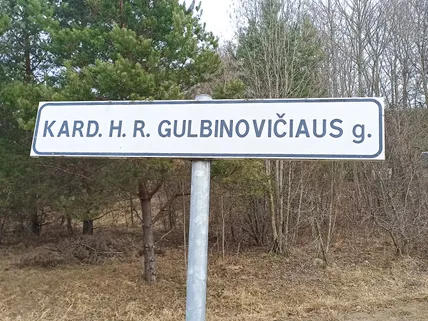 KARD. H. R. GULBINOVIČIAUS g.